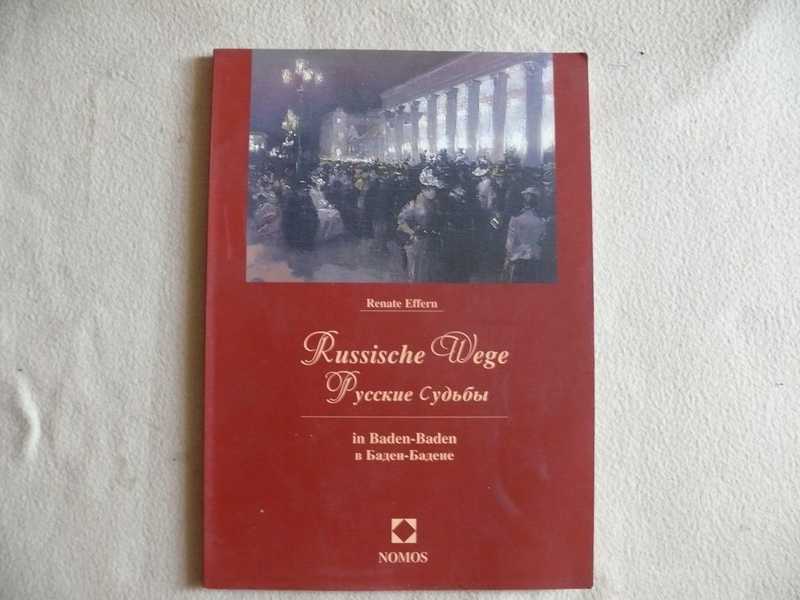 Renate Effern
Russische Wege
Русские судьбы
in Baden-Baden
в Баден-Бадене
NOMOS